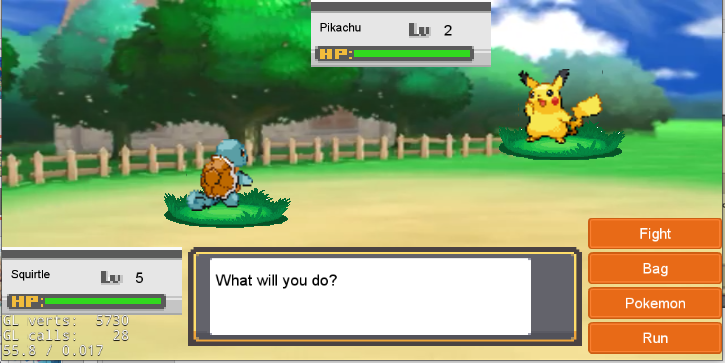 Pikachu Lv 2
HP:
Squirtle Lv 5
HP:
GL verts: 5730
GL calls: 28
55.8 / 0.017
What will you do?
Fight
Bag
Pokemon
Run